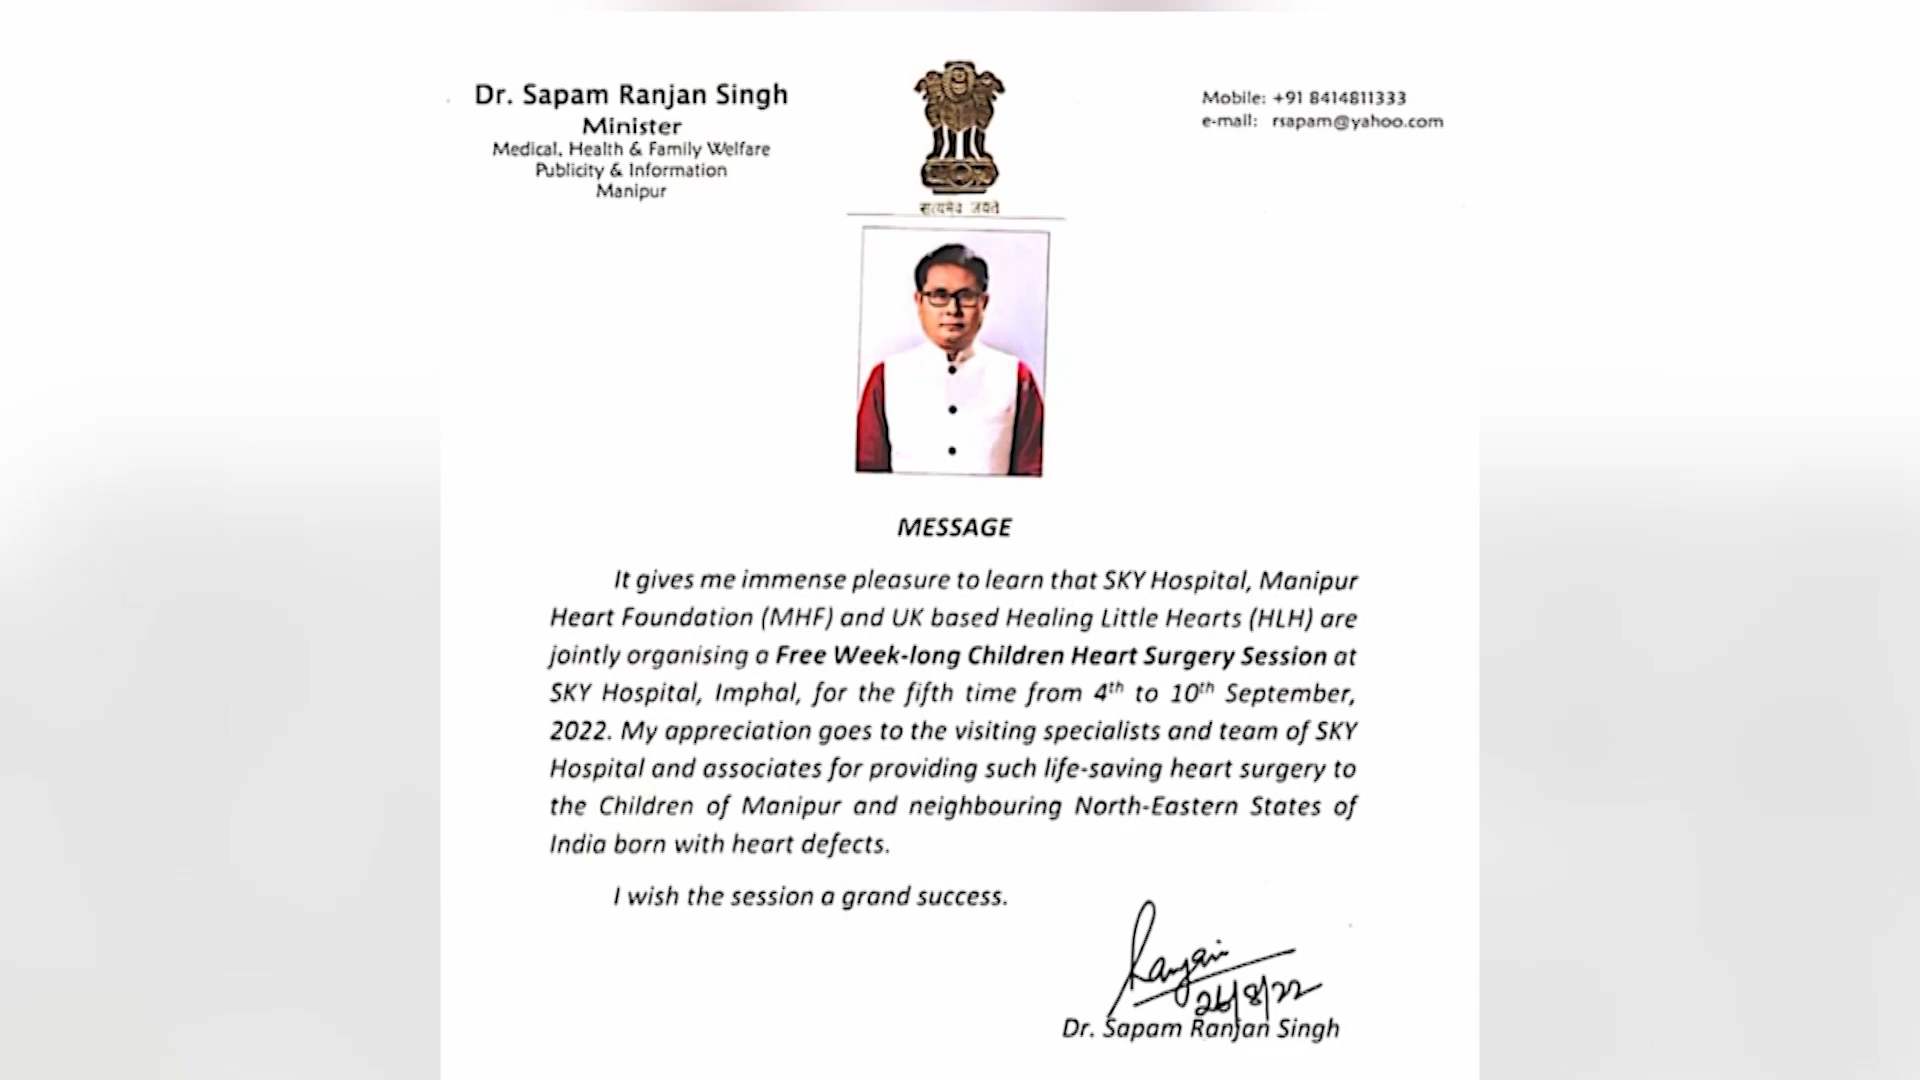 Dr. Sapam Ranjan Singh
Minister
Medical, Health & Family Welfare
Publicity & Information
Manipur
सत्यमेव जयते
Mobile: +91 8414811333
e-mail: rsapam@yahoo.com
MESSAGE
It gives me immense pleasure to learn that SKY Hospital, Manipur
Heart Foundation (MHF) and UK based Healing Little Hearts (HLH) are
jointly organising a Free Week-long Children Heart Surgery Session at
SKY Hospital, Imphal, for the fifth time from 4th to 10th September,
2022. My appreciation goes to the visiting specialists and team of SKY
Hospital and associates for providing such life-saving heart surgery to
the Children of Manipur and neighbouring North-Eastern States of
India born with heart defects.
I wish the session a grand success.
Ranjan
26/8/22
Dr. Sapam Ranjan Singh